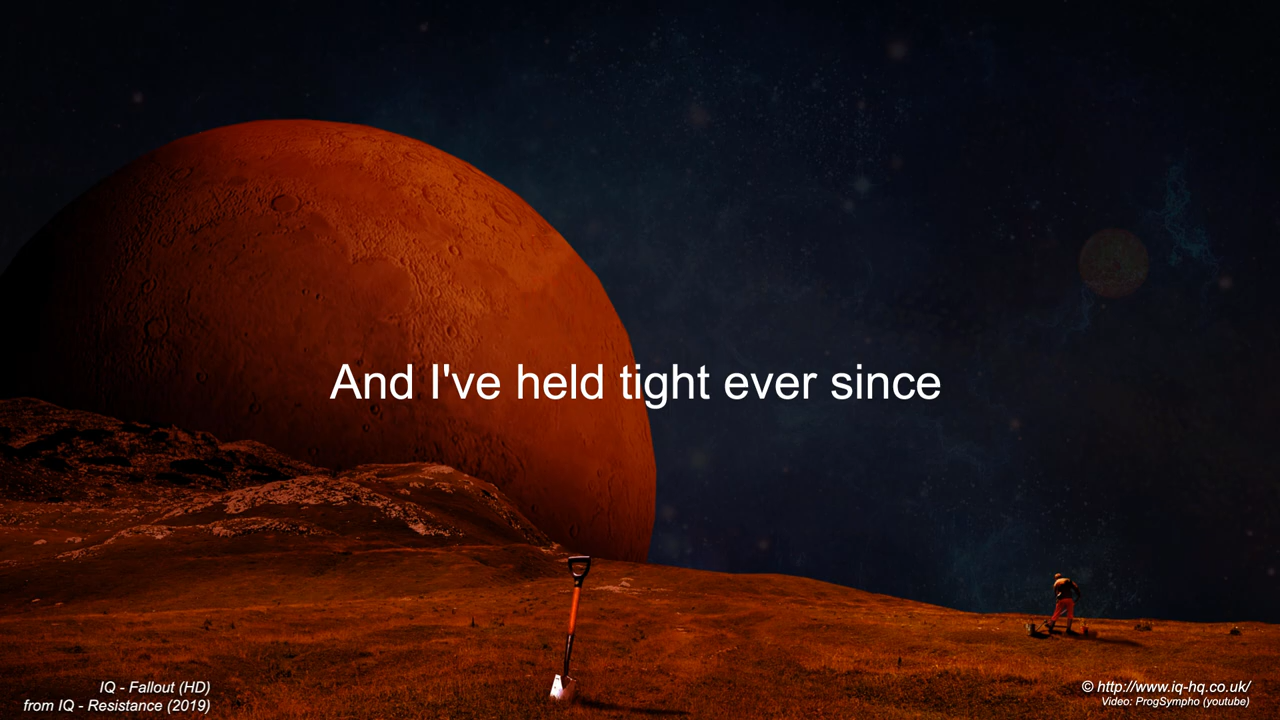 And I've held tight ever since
IQ - Fallout (HD)
from IQ - Resistance (2019)
© http://www.iq-hq.co.uk/
Video: ProgSympho (youtube)